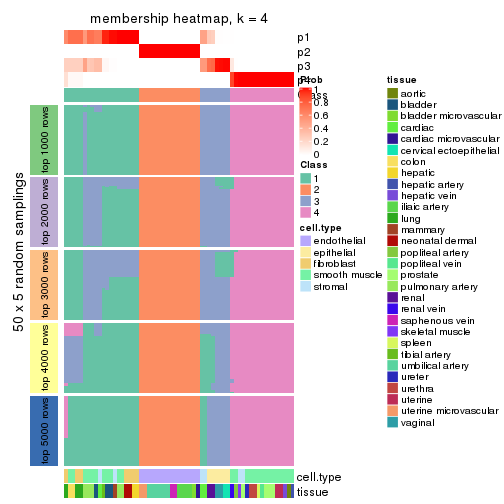 membership heatmap, k = 4
p1
p2
p3
p4
Class
50 x 5 random samplings
top 1000 rows
top 2000 rows
top 3000 rows
top 4000 rows
top 5000 rows
cell.type
tissue
Prob
1
0.8
0.6
0.4
0.2
0
Class
1
2
3
4
cell.type
endothelial
epithelial
fibroblast
smooth muscle
stromal
tissue
aortic
bladder
bladder microvascular
cardiac
cardiac microvascular
cervical ectoepithelial
colon
hepatic
hepatic artery
hepatic vein
iliaic artery
lung
mammary
neonatal dermal
popliteal artery
popliteal vein
prostate
pulmonary artery
renal
renal vein
saphenous vein
skeletal muscle
spleen
tibial artery
umbilical artery
ureter
urethra
uterine
uterine microvascular
vaginal